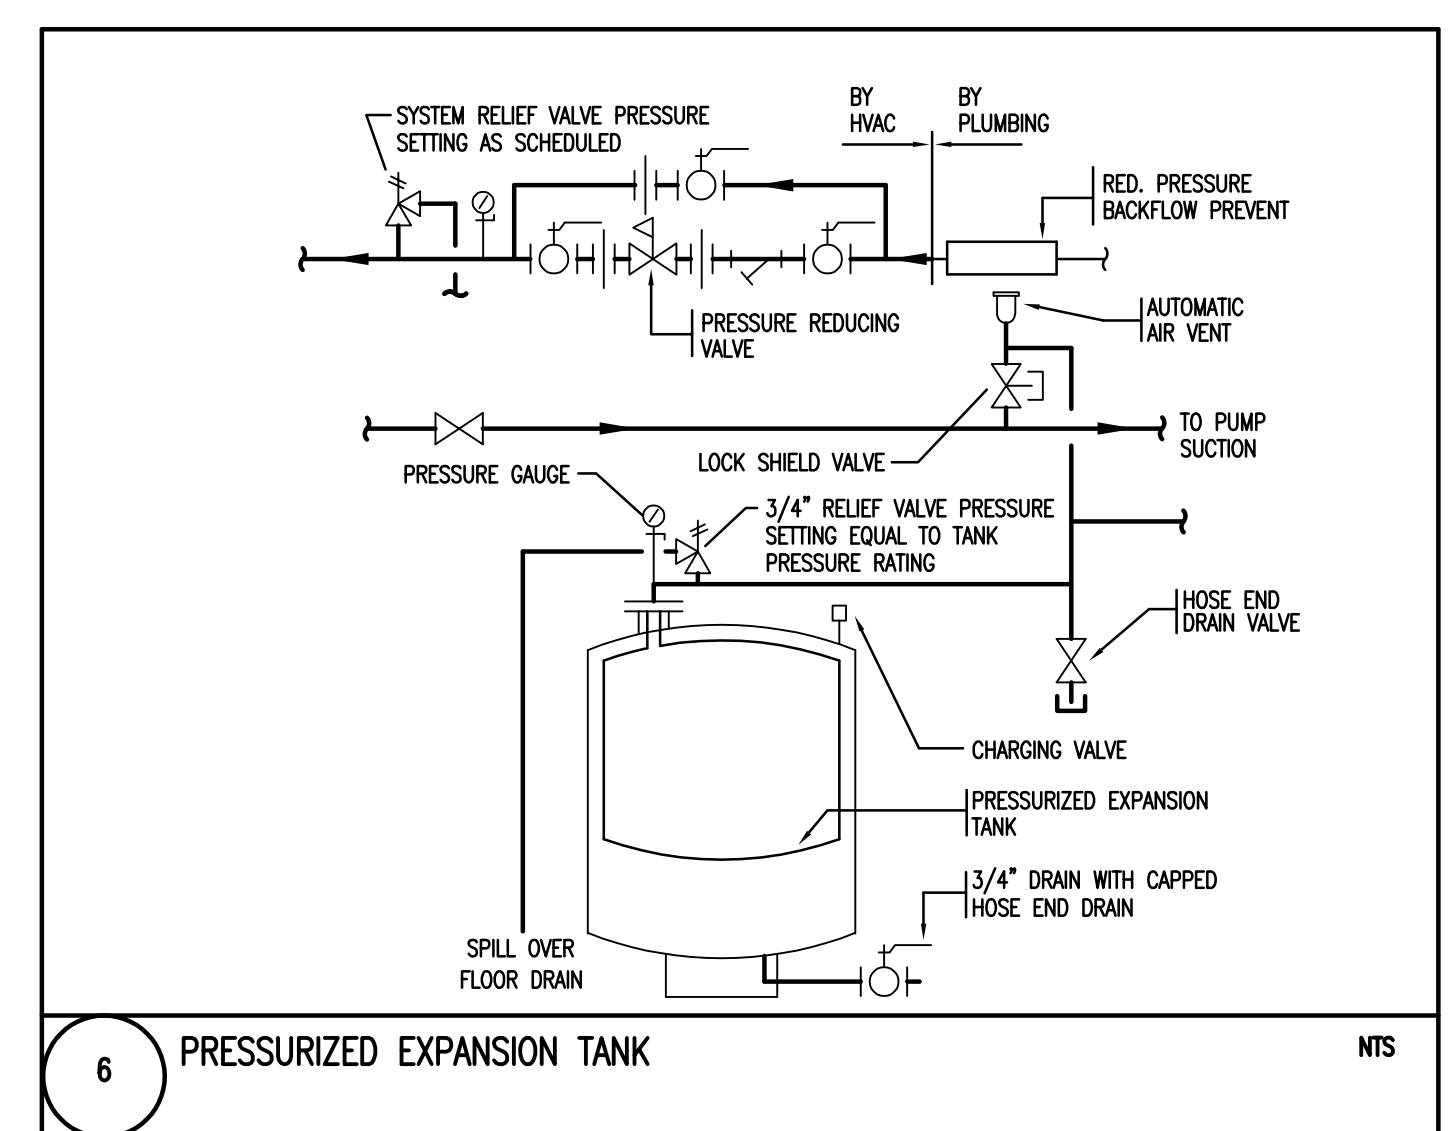 SYSTEM RELIEF VALVE PRESSURE
SETTING AS SCHEDULED
BY
HVAC
BY
PLUMBING
RED. PRESSURE
BACKFLOW PREVENT
PRESSURE REDUCING
VALVE
AUTOMATIC
AIR VENT
TO PUMP
SUCTION
LOCK SHIELD VALVE
PRESSURE GAUGE
3/4" RELIEF VALVE PRESSURE
SETTING EQUAL TO TANK
PRESSURE RATING
HOSE END
DRAIN VALVE
CHARGING VALVE
PRESSURIZED EXPANSION
TANK
3/4" DRAIN WITH CAPPED
HOSE END DRAIN
SPILL OVER
FLOOR DRAIN
6
PRESSURIZED EXPANSION TANK
NTS